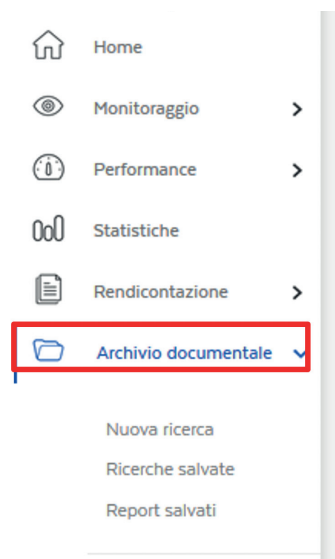 Home
Monitoraggio
Performance
Statistiche
Rendicontazione
Archivio documentale
Nuova ricerca
Ricerche salvate
Report salvati